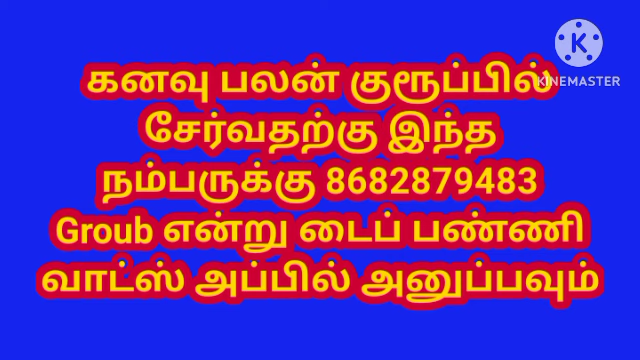 கனவு பலன் குரூப்பில்
KINEMASTER
சேர்வதற்கு இந்த
நம்பருக்கு 8682879483
Groub என்று டைப் பண்ணி
வாட்ஸ் அப்பில் அனுப்பவும்